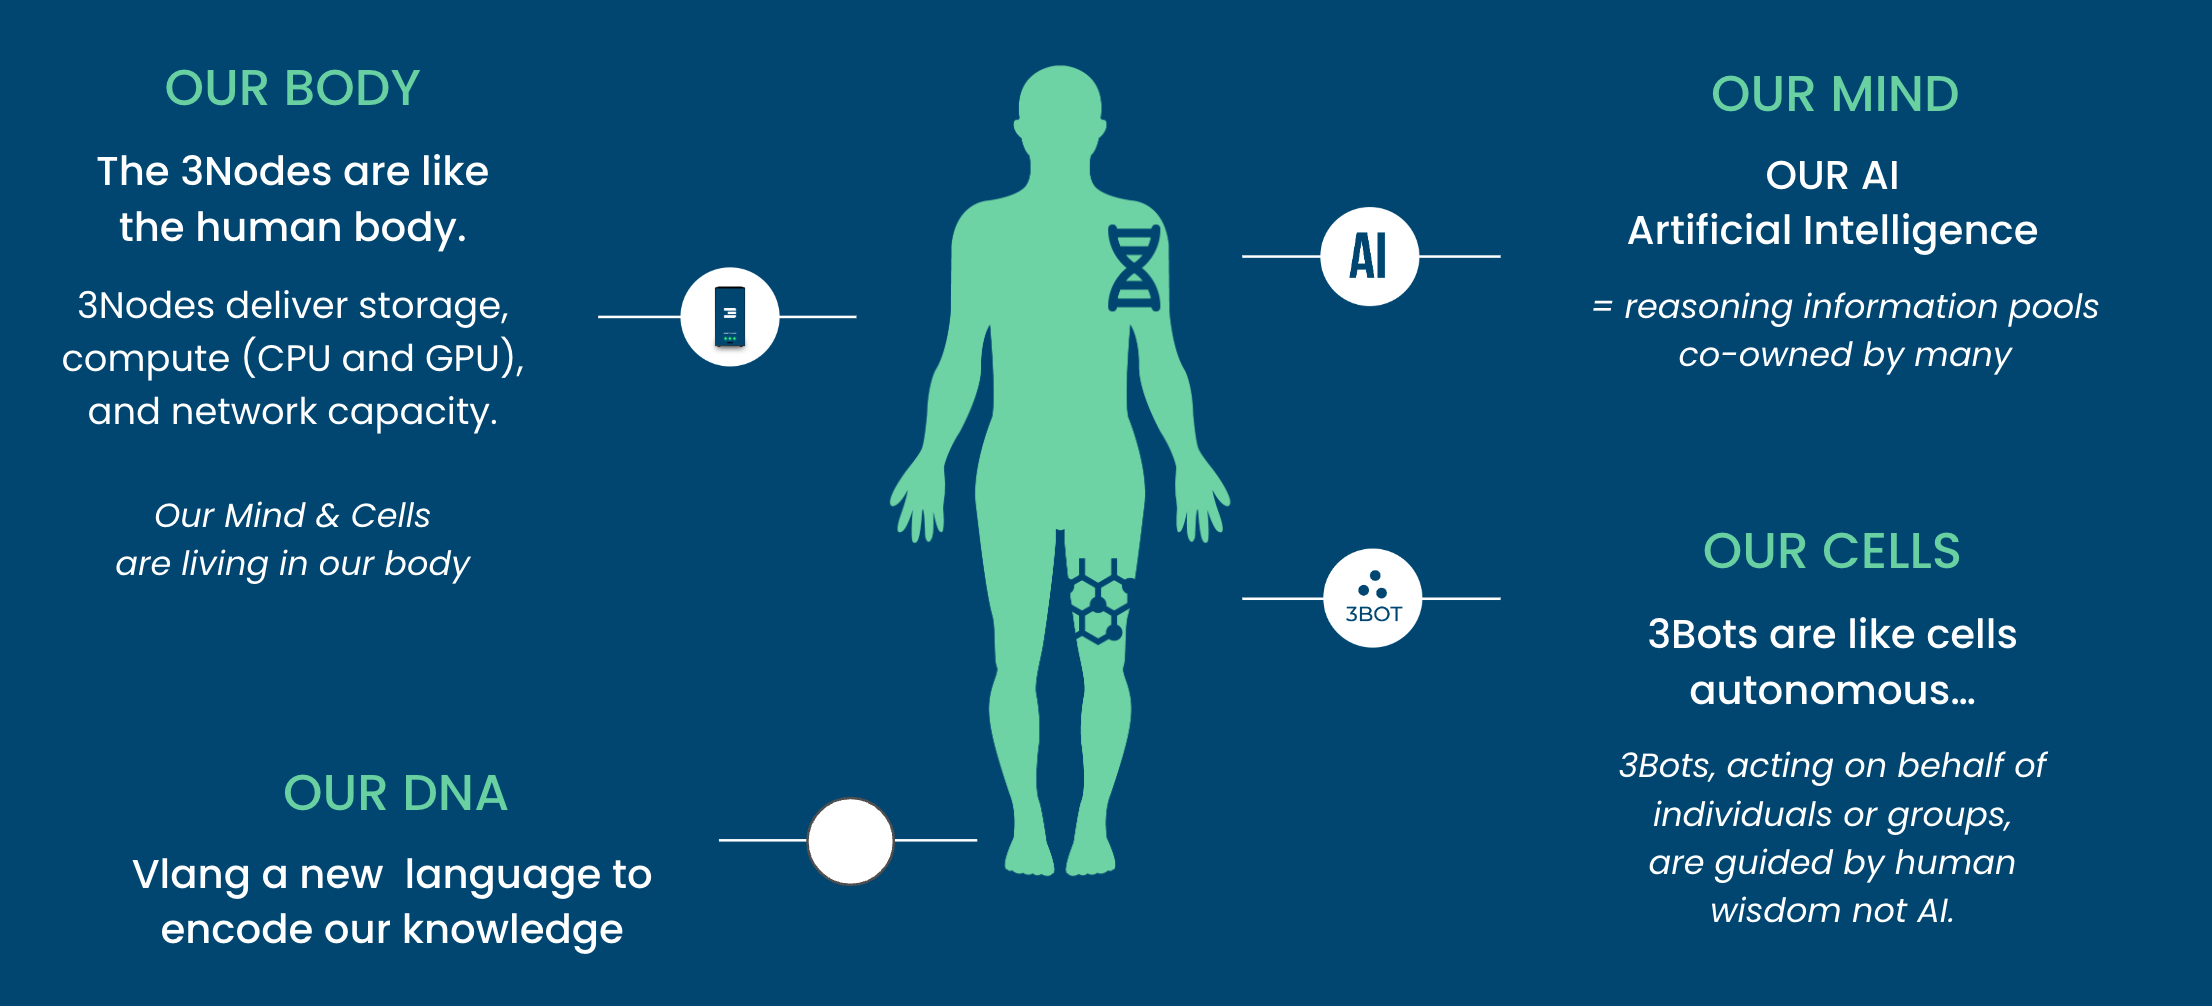 OUR BODY
The 3Nodes are like
the human body.
3Nodes deliver storage,
compute (CPU and GPU),
and network capacity.
Our Mind & Cells
are living in our body
OUR DNA
Vlang a new  language to
encode our knowledge
OUR MIND
OUR AI
Artificial Intelligence
= reasoning information pools
co-owned by many
AI
OUR CELLS
3Bots are like cells
autonomous...
3Bots, acting on behalf of
individuals or groups,
are guided by human
wisdom not AI.
3BOT